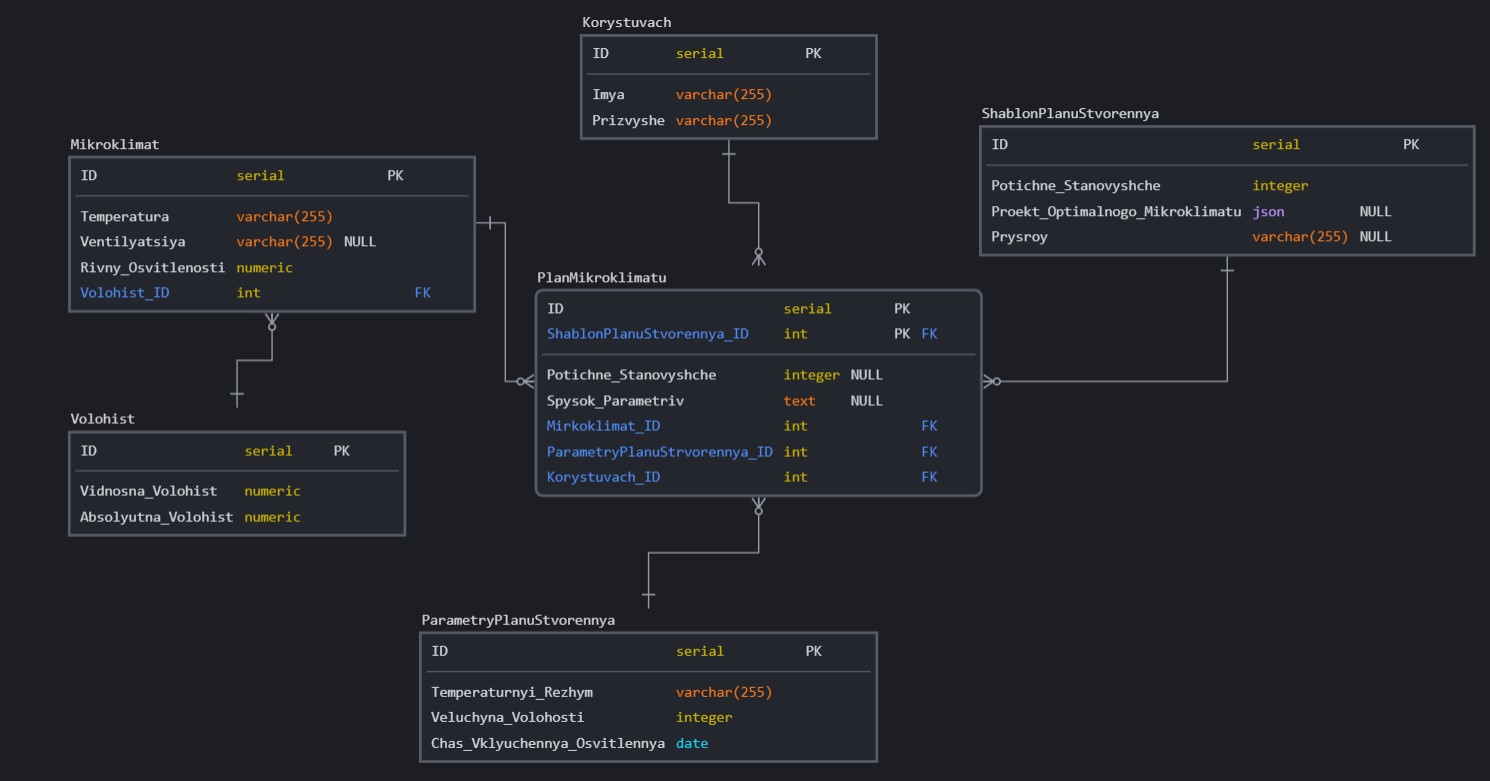 Korystuvach
ID serial PK
Imya varchar(255)
Prizvyshe varchar(255)
ShablonPlanuStvorennya
ID serial PK
Potichne_Stanovyshche integer
Proekt_Optimalnogo_Mikroklimatu json NULL
Prysroy varchar(255) NULL
Mikroklimat
ID serial PK
Temperatura varchar(255)
Ventilyatsiya varchar(255) NULL
Rivny_Osvitlenosti numeric
Volohist_ID int FK
PlanMikroklimatu
ID serial PK
ShablonPlanuStvorennya_ID int PK FK
Potichne_Stanovyshche integer NULL
Spysok_Parametriv text NULL
Mirkoklimat_ID int FK
ParametryPlanuStrvorennya_ID int FK
Korystuvach_ID int FK
Volohist
ID serial PK
Vidnosna_Volohist numeric
Absolyutna_Volohist numeric
ParametryPlanuStvorennya
ID serial PK
Temperaturnyi_Rezhym varchar(255)
Veluchyna_Volohosti integer
Chas_Vklyuchennya_Osvitlennya date